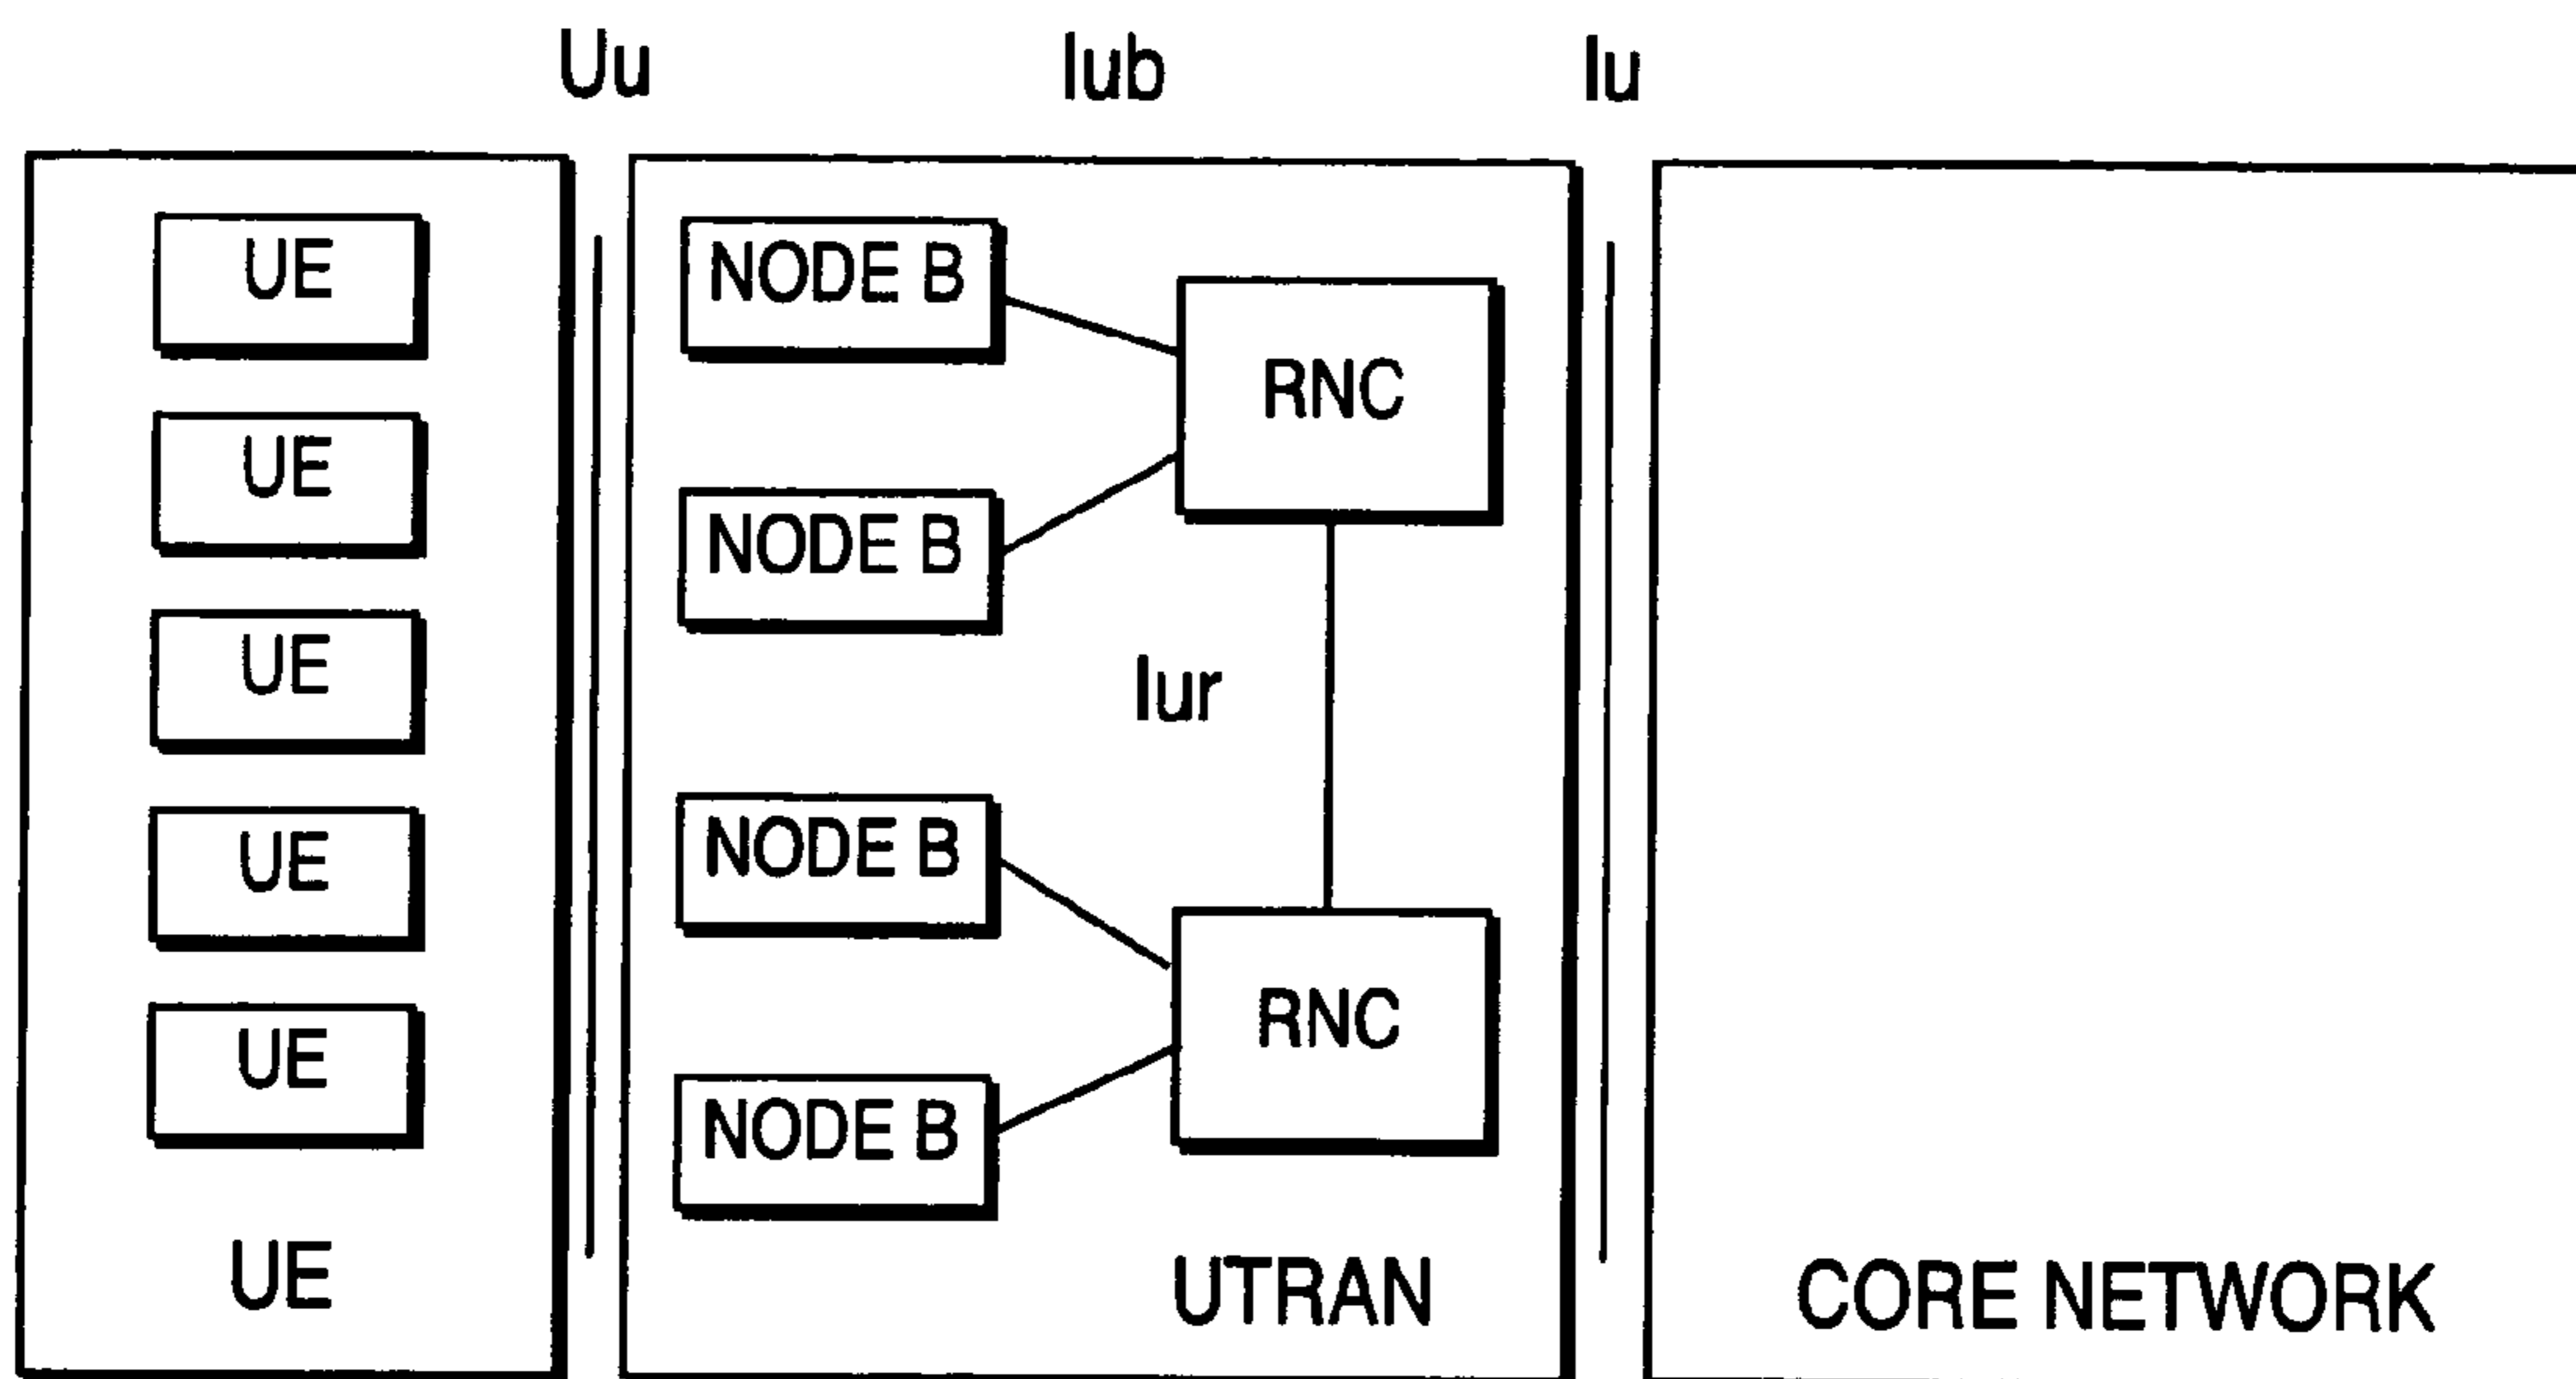 Uu
Iub
Iu
UE
UE
UE
UE
UE
UE
NODE B
NODE B
NODE B
NODE B
RNC
Iur
RNC
UTRAN
CORE NETWORK